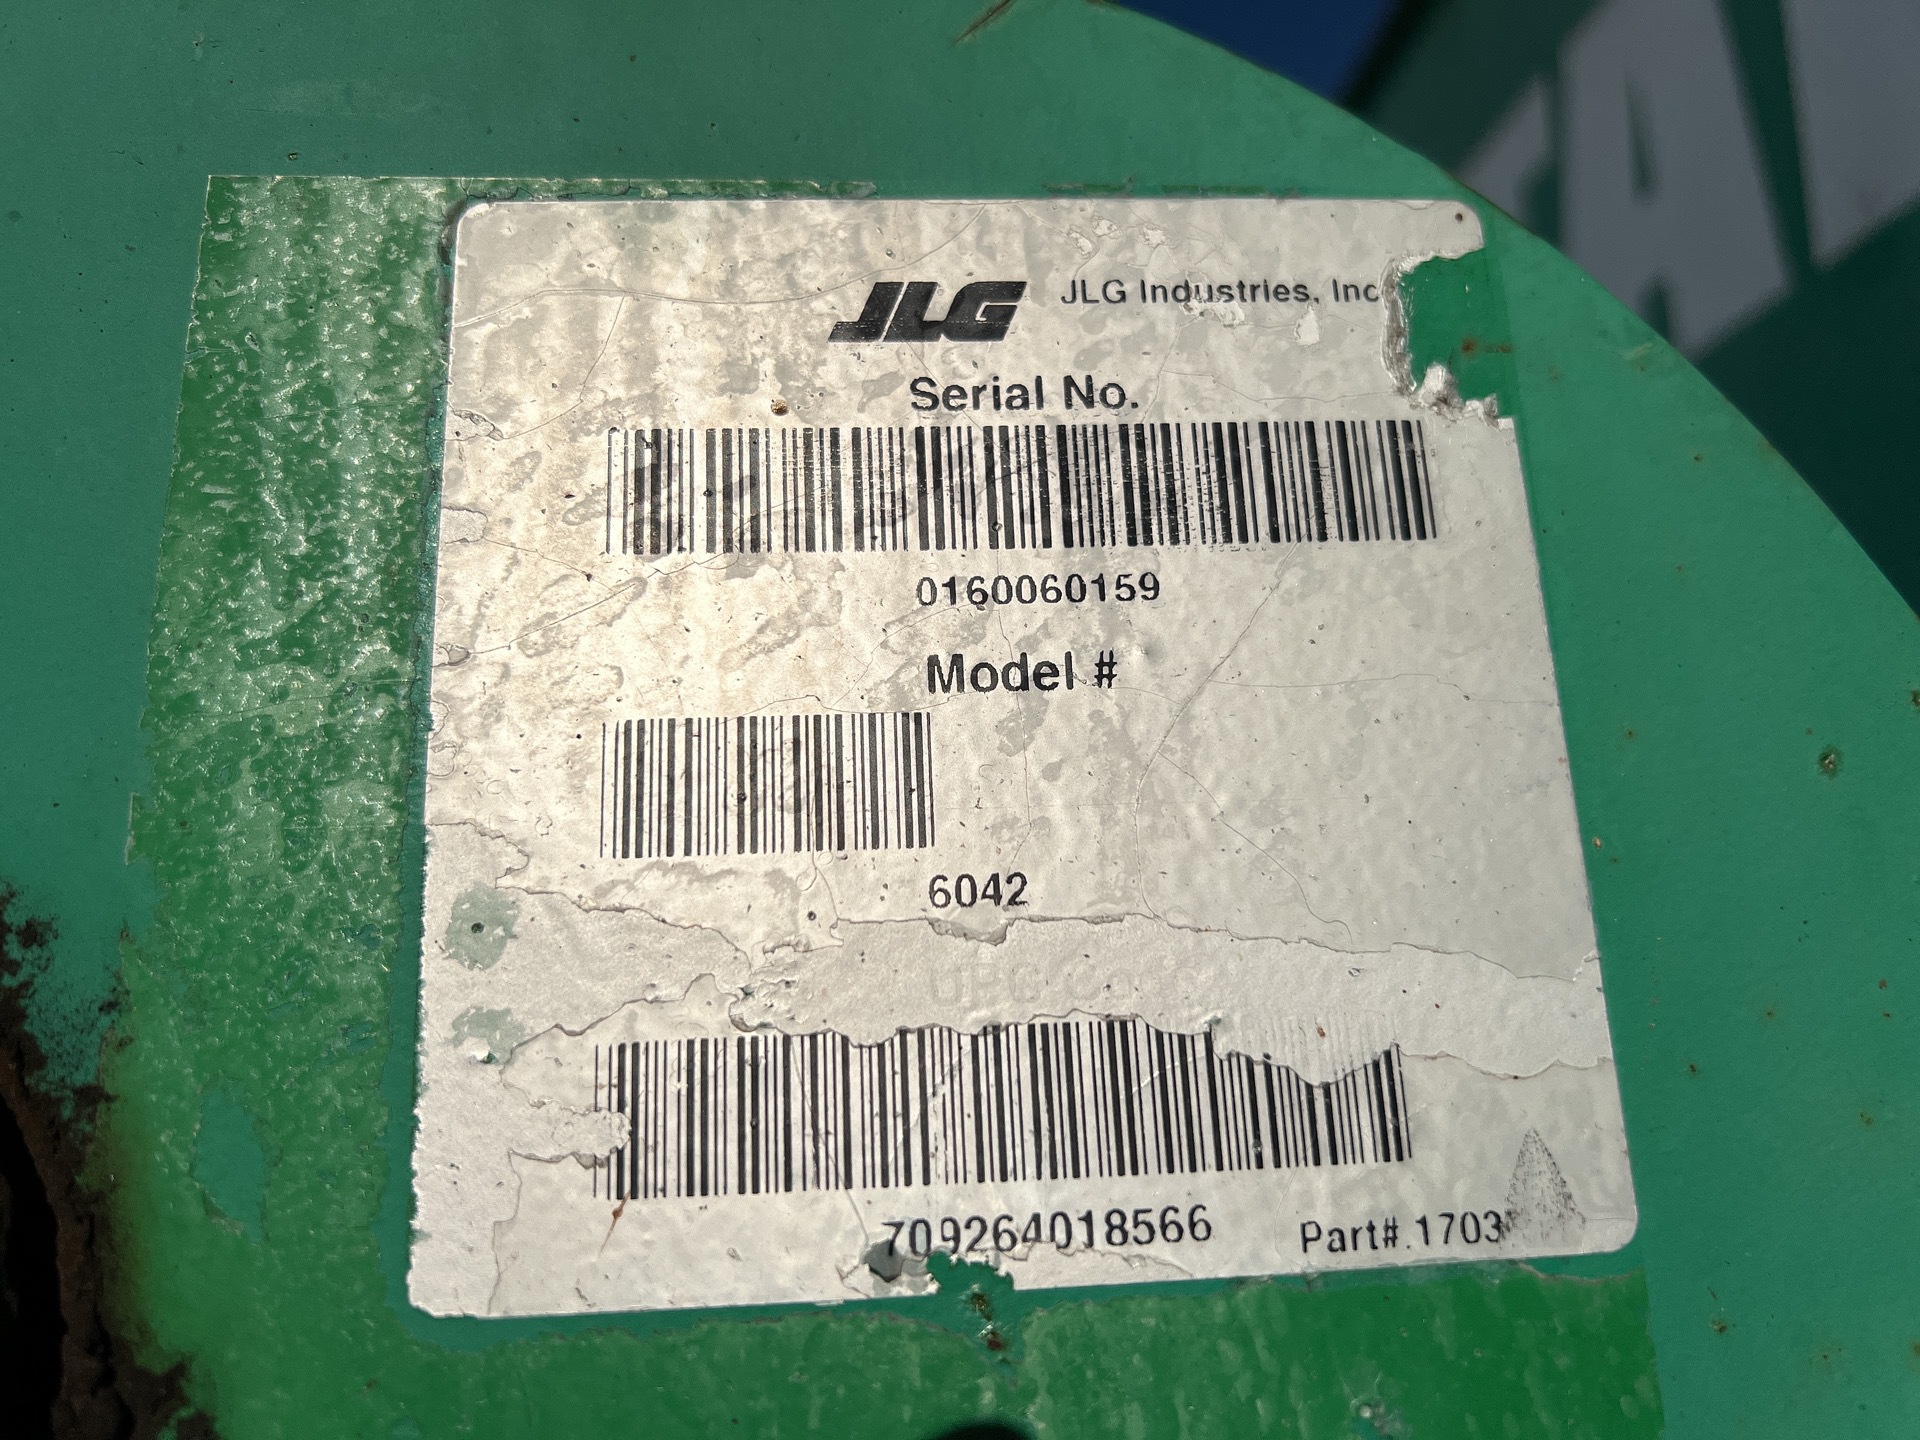 JLG JLG Industries, Inc
Serial No.
0160060159
Model #
6042
709264018566 Part#.1703